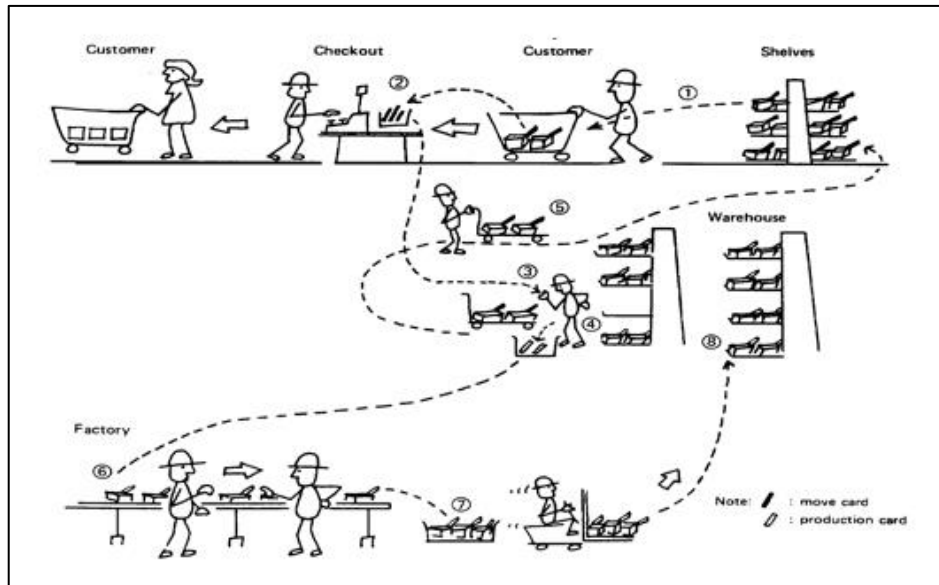 Customer Checkout Customer Shelves
②
①
⑤
Warehouse
③
④
⑧
Factory
⑥
⑦
Note: : move card
: production card